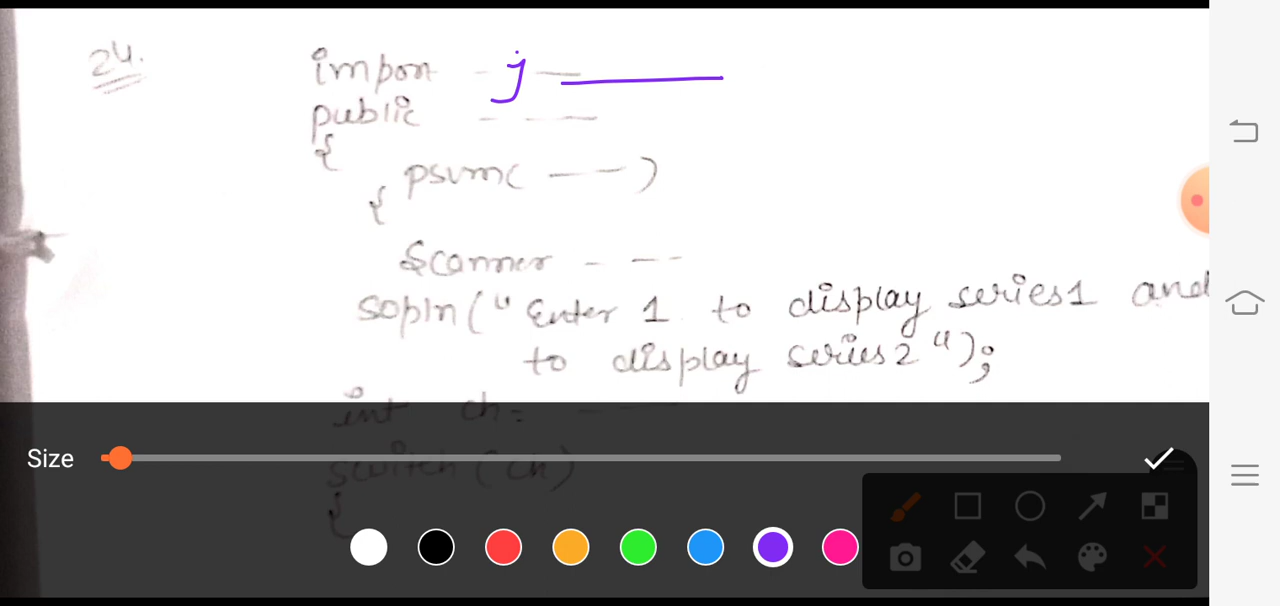 24.
import - j ——
public - — —
{
psvm( — — )
{
Scanner - — —
sopln(" Enter 1 to display series1 and
to display series2 ");
int ch= - — —
switch (ch)
{
Size